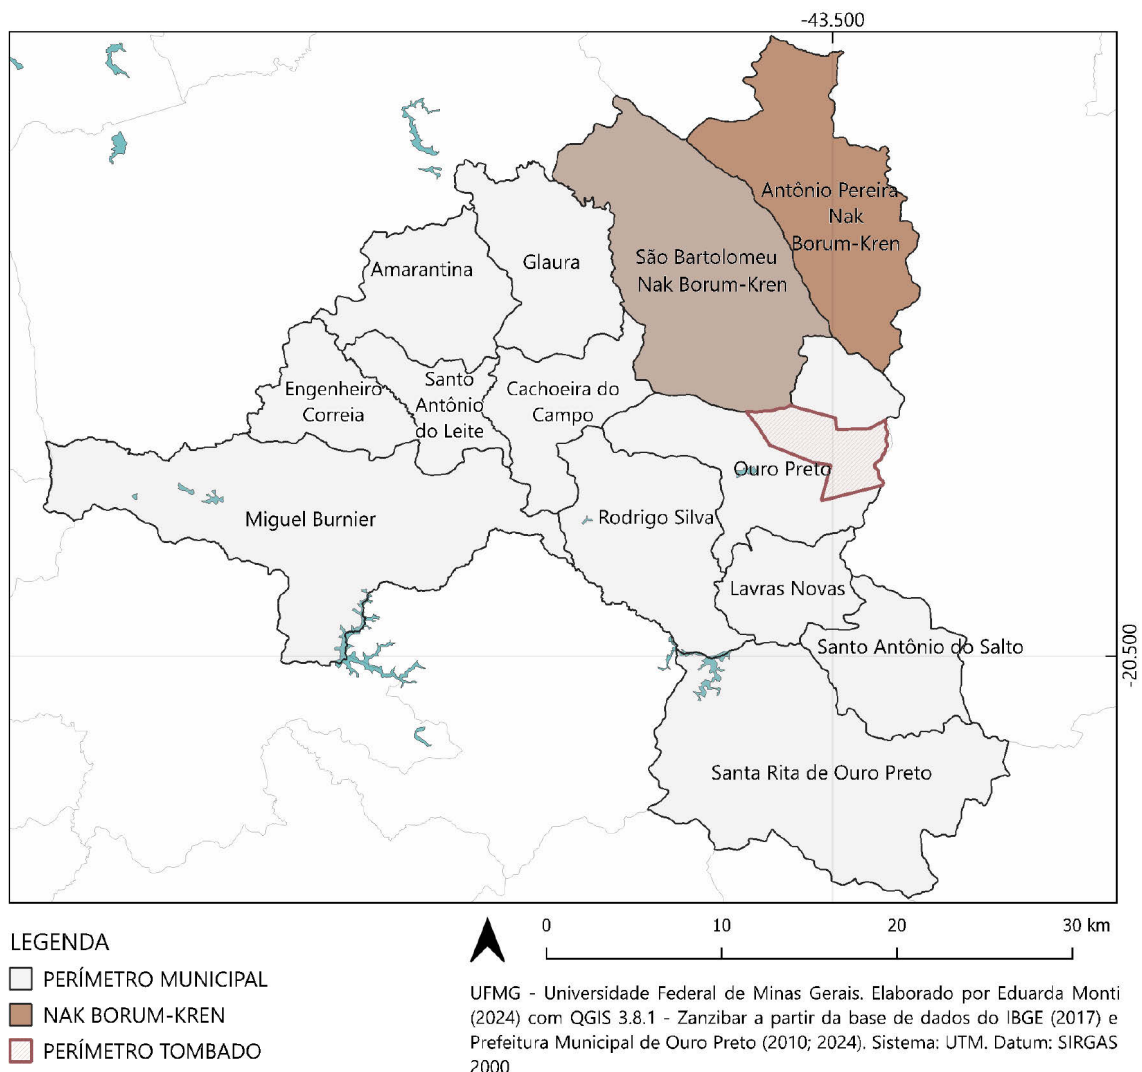 -43.500
Antônio Pereira
Nak
Borum-Kren
São Bartolomeu
Nak Borum-Kren
Glaura
Amarantina
Engenheiro
Correia
Santo
Antônio
do Leite
Cachoeira do
Campo
Ouro Preto
Miguel Burnier
Rodrigo Silva
Lavras Novas
Santo Antônio do Salto
-20.500
Santa Rita de Ouro Preto
LEGENDA
PERÍMETRO MUNICIPAL
NAK BORUM-KREN
PERÍMETRO TOMBADO
0 10 20 30 km
UFMG - Universidade Federal de Minas Gerais. Elaborado por Eduarda Monti
(2024) com QGIS 3.8.1 - Zanzibar a partir da base de dados do IBGE (2017) e
Prefeitura Municipal de Ouro Preto (2010; 2024). Sistema: UTM. Datum: SIRGAS
2000